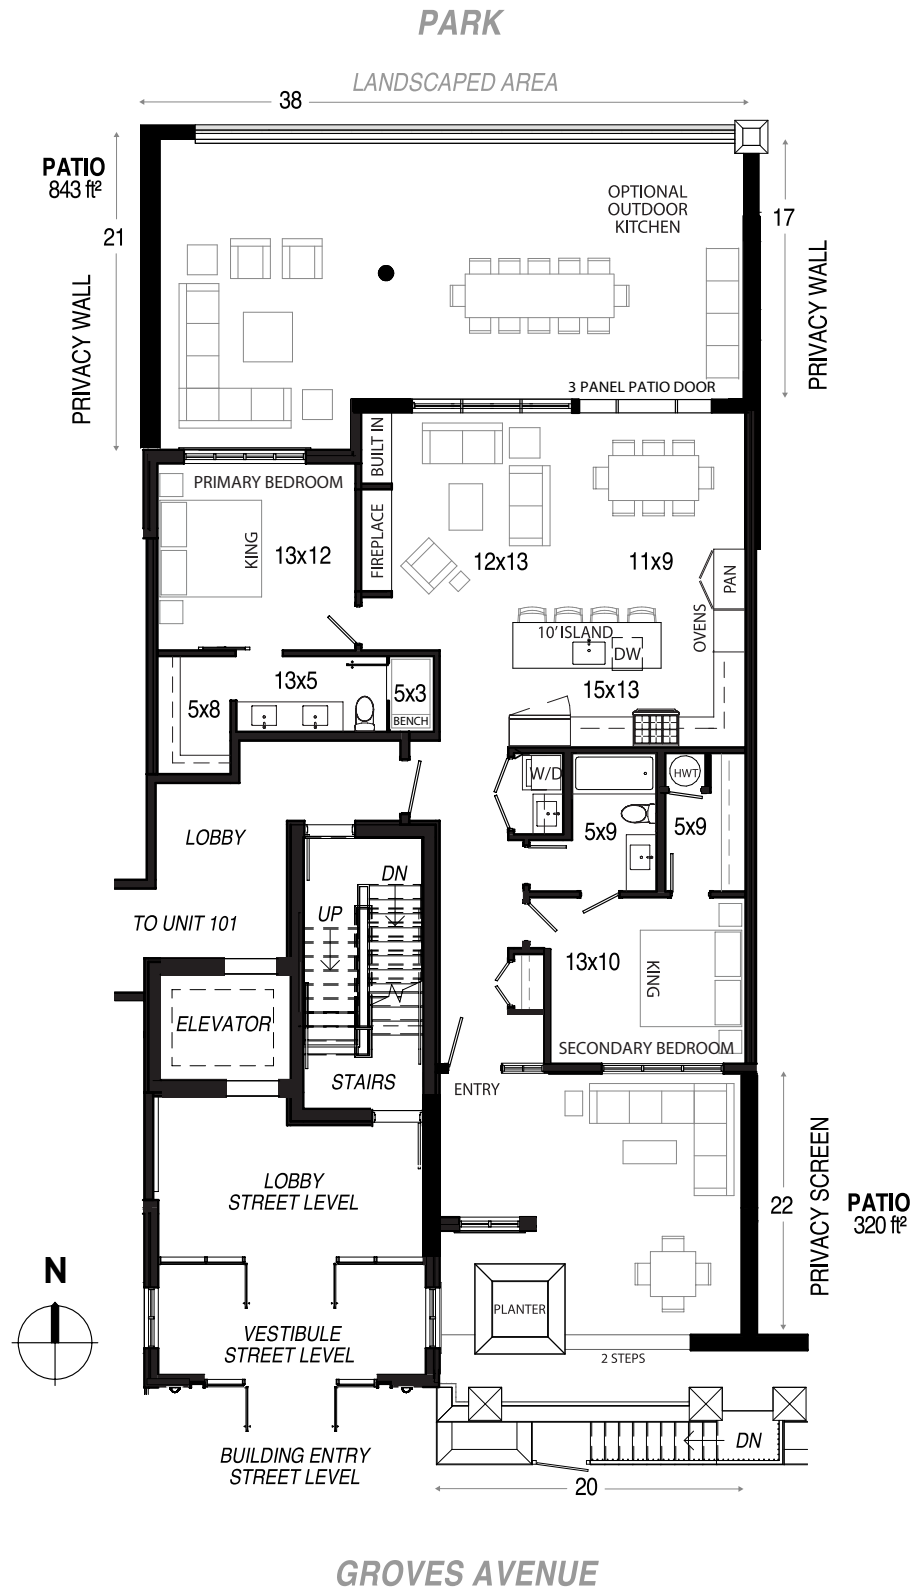 PARK
LANDSCAPED AREA
38
PATIO
843 ft²
21
PRIVACY WALL
OPTIONAL
OUTDOOR
KITCHEN
17
PRIVACY WALL
3 PANEL PATIO DOOR
BUILT IN
PRIMARY BEDROOM
KING
13x12
FIREPLACE
12x13
11x9
PAN
OVENS
10' ISLAND
DW
15x13
13x5
5x8
5x3
BENCH
W/D
HWT
5x9
5x9
LOBBY
DN
UP
TO UNIT 101
13x10
KING
ELEVATOR
SECONDARY BEDROOM
STAIRS
ENTRY
LOBBY
STREET LEVEL
PRIVACY SCREEN
22
PATIO
320 ft²
N
PLANTER
VESTIBULE
STREET LEVEL
2 STEPS
DN
BUILDING ENTRY
STREET LEVEL
20
GROVES AVENUE